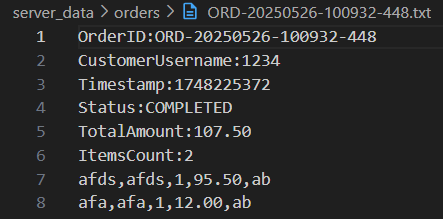 server_data > orders > ORD-20250526-100932-448.txt
1 OrderID:ORD-20250526-100932-448
2 CustomerUsername:1234
3 Timestamp:1748225372
4 Status:COMPLETED
5 TotalAmount:107.50
6 ItemsCount:2
7 afds,afds,1,95.50,ab
8 afa,afa,1,12.00,ab